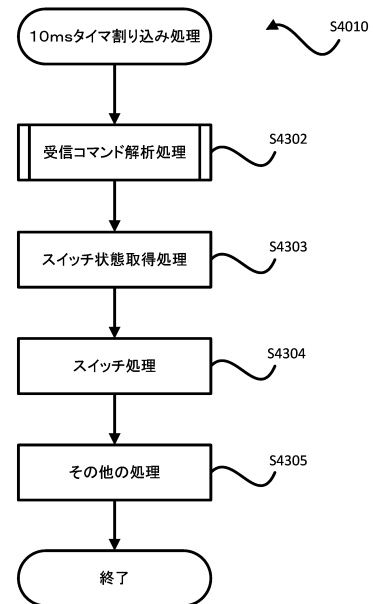 10msタイマ割り込み処理
S4010
受信コマンド解析処理
S4302
スイッチ状態取得処理
S4303
スイッチ処理
S4304
その他の処理
S4305
終了